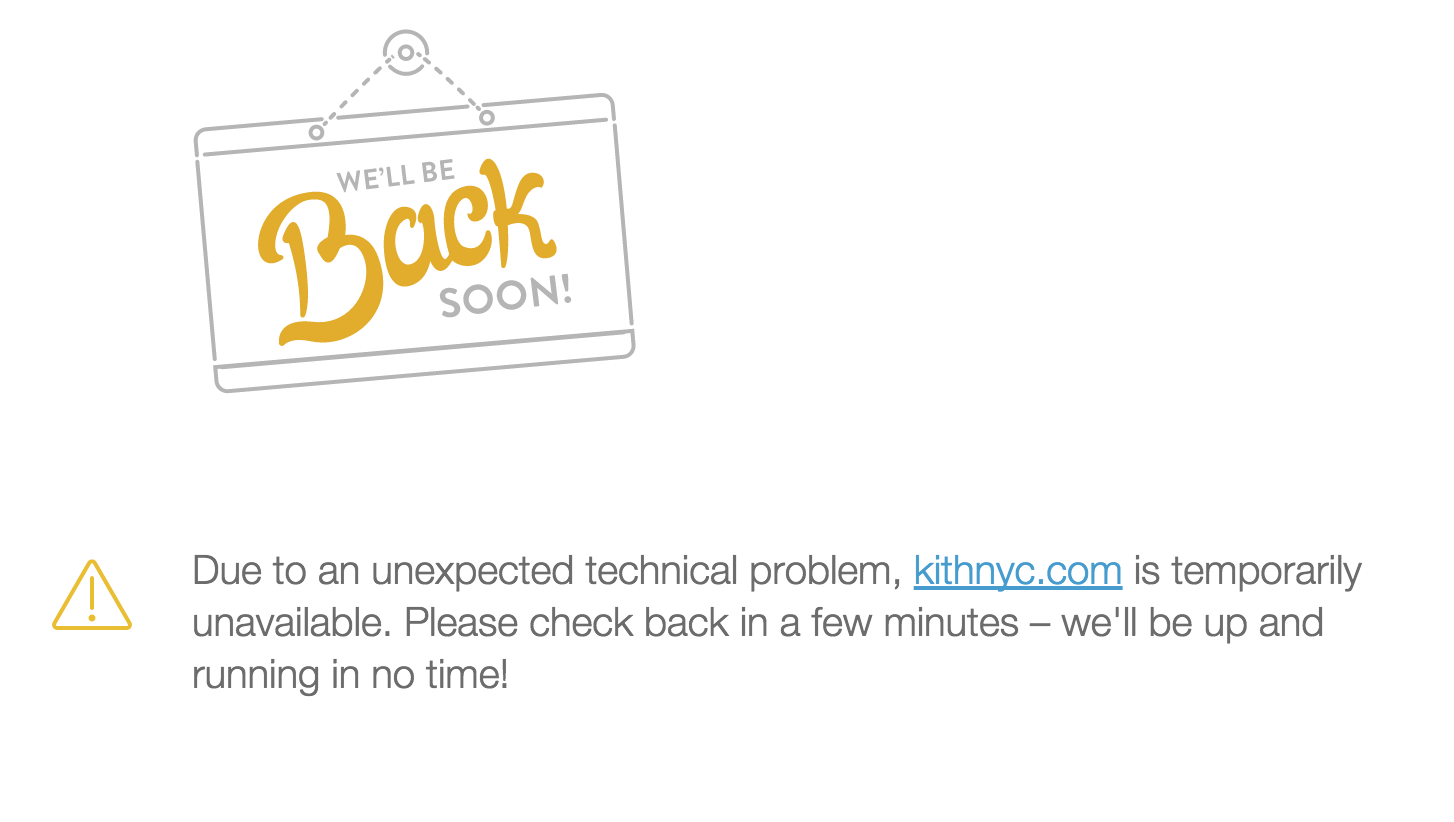 WE'LL BE
Back
SOON!
Due to an unexpected technical problem, kithnyc.com is temporarily
unavailable. Please check back in a few minutes – we'll be up and
running in no time!